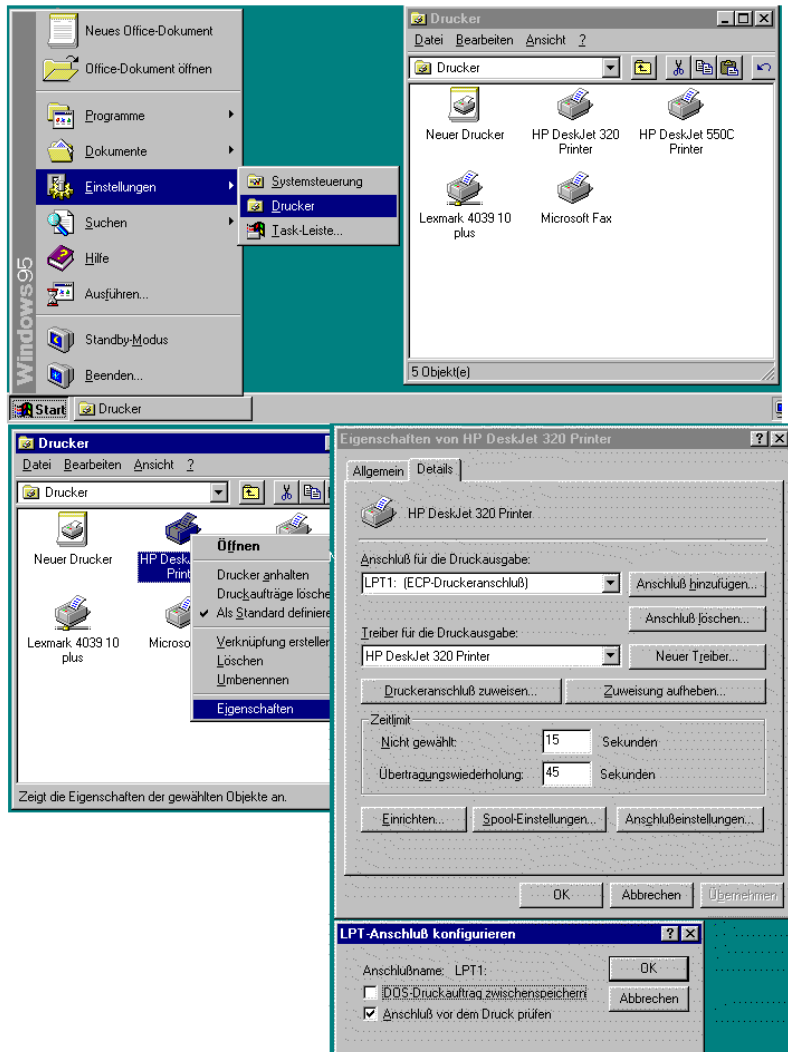 Neues Office-Dokument
Office-Dokument öffnen
Programme
Dokumente
Einstellungen
Suchen
Hilfe
Ausführen...
Standby-Modus
Beenden...
Windows95
Systemsteuerung
Drucker
Task-Leiste...
Start
Drucker
Drucker
Datei Bearbeiten Ansicht ?
Drucker
Neuer Drucker
HP DeskJet 320
Printer
HP DeskJet 550C
Printer
Lexmark 4039 10
plus
Microsoft Fax
5 Objekt(e)
Drucker
Datei Bearbeiten Ansicht ?
Drucker
Neuer Drucker
HP Desk
Print
Lexmark 4039 10
plus
Microso
Öffnen
Drucker anhalten
Druckaufträge lösche
Als Standard definiere
Verknüpfung erstellen
Löschen
Umbenennen
Eigenschaften
Zeigt die Eigenschaften der gewählten Objekte an.
Eigenschaften von HP DeskJet 320 Printer
Allgemein Details
HP DeskJet 320 Printer
Anschluß für die Druckausgabe:
LPT1: (ECP-Druckeranschluß)
Anschluß hinzufügen...
Anschluß löschen...
Treiber für die Druckausgabe:
HP DeskJet 320 Printer
Neuer Treiber...
Druckeranschluß zuweisen...
Zuweisung aufheben...
Zeitlimit
Nicht gewählt: 15 Sekunden
Übertragungswiederholung: 45 Sekunden
Einrichten...
Spool-Einstellungen...
Anschlußeinstellungen...
OK
Abbrechen
Übernehmen
LPT-Anschluß konfigurieren
Anschlußname: LPT1:
OK
DOS-Druckauftrag zwischenspeichern
Abbrechen
Anschluß vor dem Druck prüfen